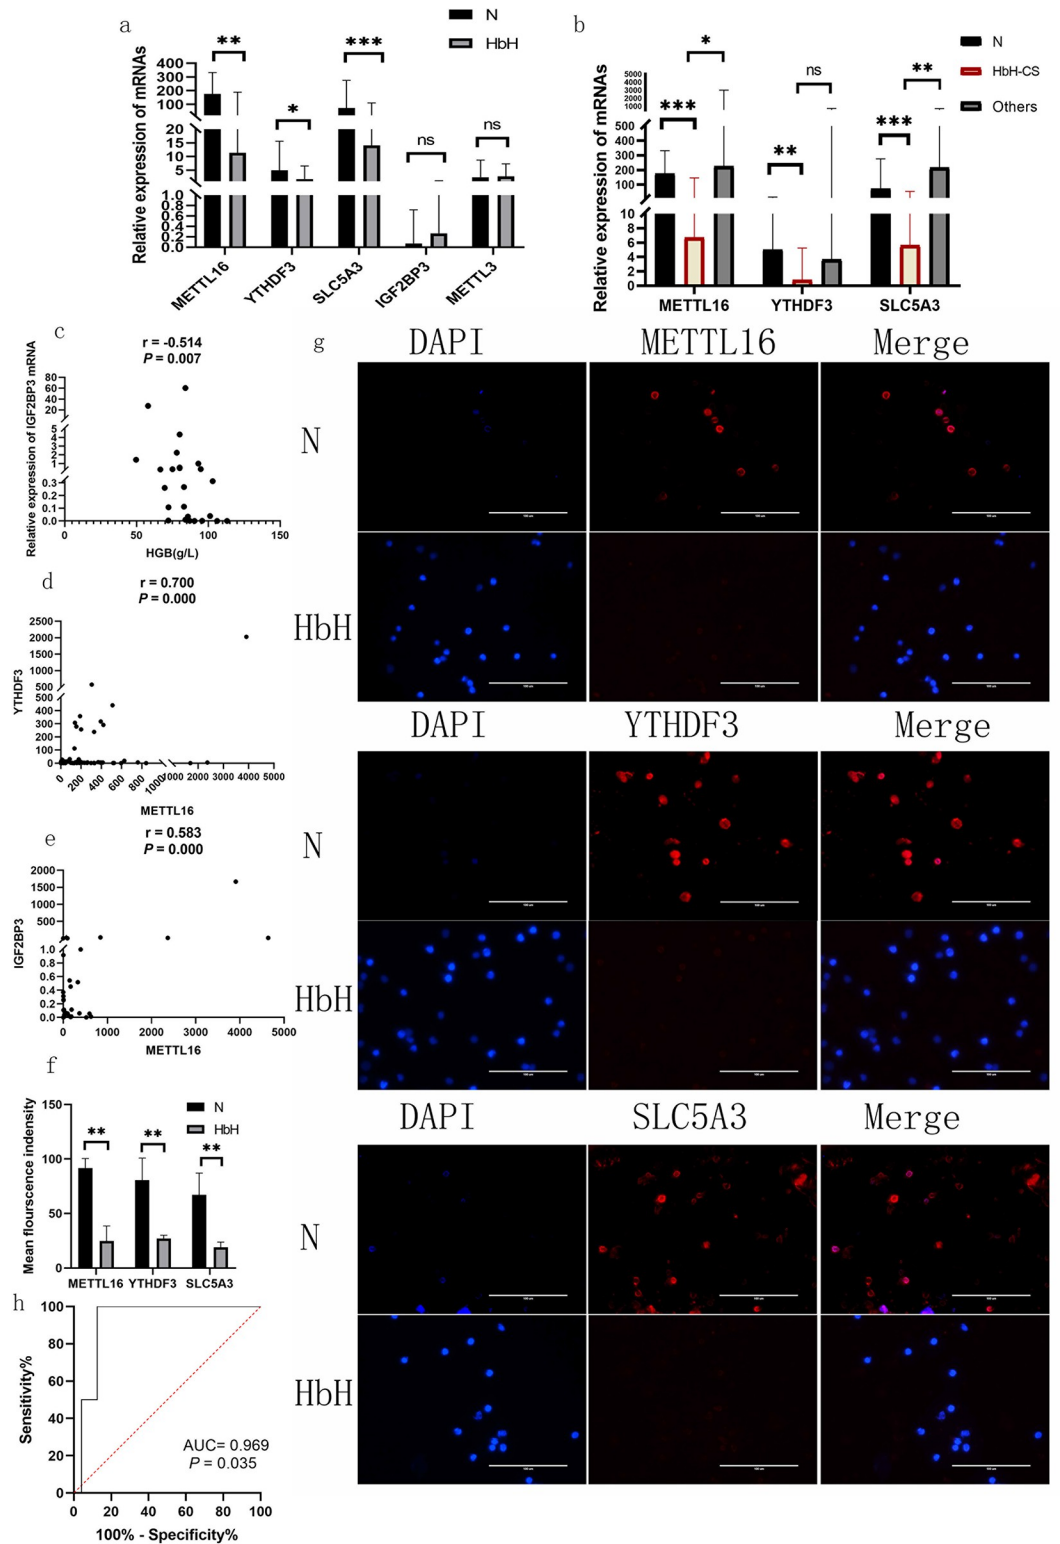 a
N
HbH
Relative expression of mRNAs
400
300
200
100
20
15
10
5
1.0
0.8
0.6
0.4
0.2
0.0
**
*
***
ns
ns
METTL16
YTHDF3
SLC5A3
IGF2BP3
METTL3
b
N
HbH-CS
Others
Relative expression of mRNAs
5000
4000
3000
2000
1000
500
400
300
200
100
10
8
6
4
2
0
***
*
**
ns
***
**
METTL16
YTHDF3
SLC5A3
c
r = -0.514
P = 0.007
Relative expression of IGF2BP3 mRNA
80
60
40
20
5
4
3
2
1
0.3
0.2
0.1
0.0
0 50 100 150
HGB(g/L)
d
r = 0.700
P = 0.000
YTHDF3
2500
2000
1500
1000
500
500
400
300
200
100
0
0 200 400 600 800 1000 1000 2000 3000 4000 5000
METTL16
e
r = 0.583
P = 0.000
IGF2BP3
2000
1500
1000
500
1.0
0.8
0.6
0.4
0.2
0.0
0 1000 2000 3000 4000 5000
METTL16
f
N
HbH
Mean flourscence indensity
150
100
50
0
**
**
**
METTL16 YTHDF3 SLC5A3
g
DAPI METTL16 Merge
N
HbH
DAPI YTHDF3 Merge
N
HbH
DAPI SLC5A3 Merge
N
HbH
h
Sensitivity%
100
80
60
40
20
0
AUC= 0.969
P = 0.035
0 20 40 60 80 100
100% - Specificity%